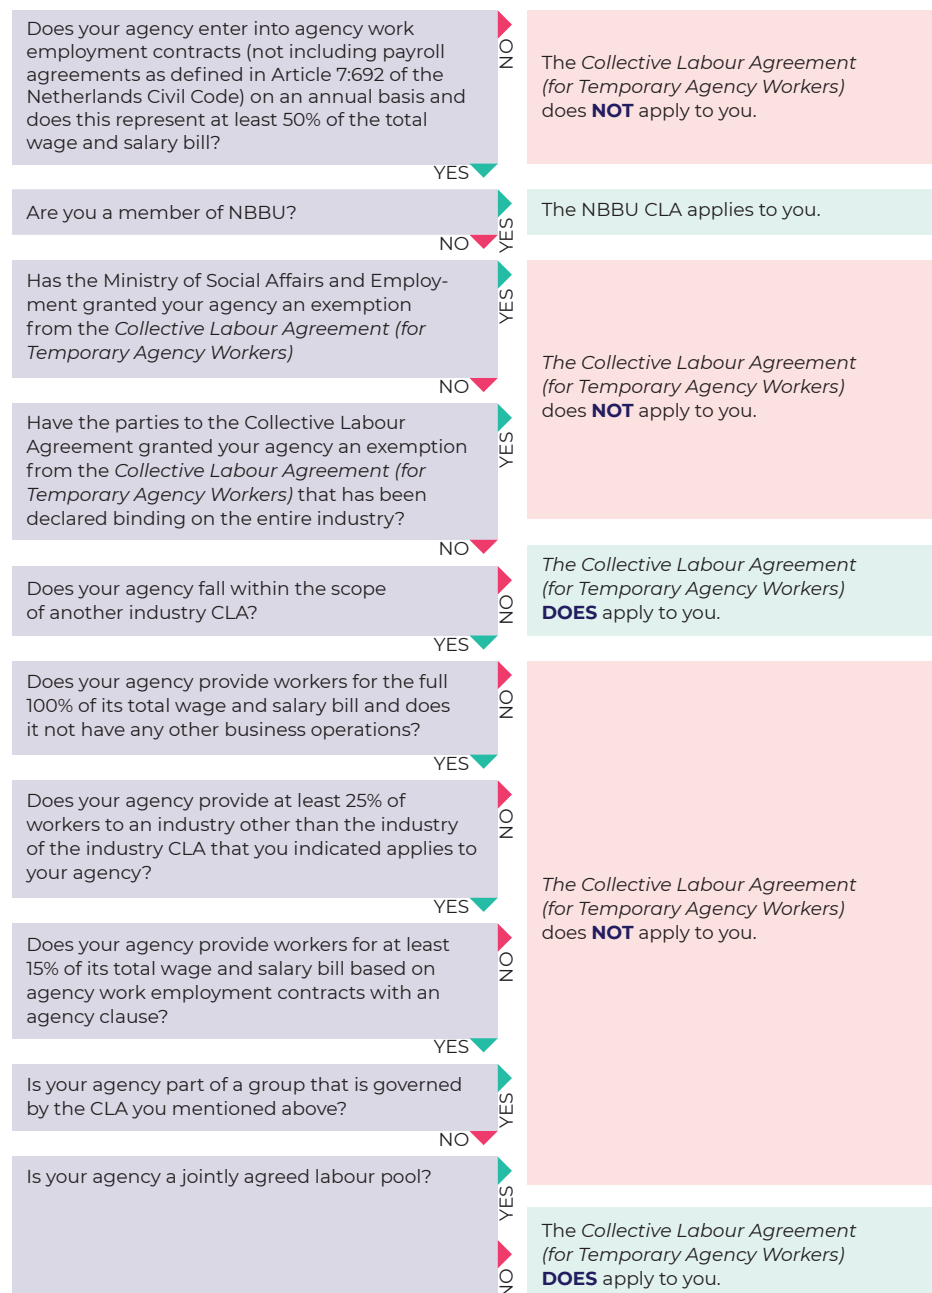 Does your agency enter into agency work
employment contracts (not including payroll
agreements as defined in Article 7:692 of the
Netherlands Civil Code) on an annual basis and
does this represent at least 50% of the total
wage and salary bill?
NO
The Collective Labour Agreement
(for Temporary Agency Workers)
does NOT apply to you.
YES
Are you a member of NBBU?
YES
The NBBU CLA applies to you.
NO
Has the Ministry of Social Affairs and Employ-
ment granted your agency an exemption
from the Collective Labour Agreement (for
Temporary Agency Workers)
YES
NO
The Collective Labour Agreement
(for Temporary Agency Workers)
does NOT apply to you.
Have the parties to the Collective Labour
Agreement granted your agency an exemption
from the Collective Labour Agreement (for
Temporary Agency Workers) that has been
declared binding on the entire industry?
YES
NO
Does your agency fall within the scope
of another industry CLA?
NO
The Collective Labour Agreement
(for Temporary Agency Workers)
DOES apply to you.
YES
Does your agency provide workers for the full
100% of its total wage and salary bill and does
it not have any other business operations?
NO
YES
Does your agency provide at least 25% of
workers to an industry other than the industry
of the industry CLA that you indicated applies to
your agency?
NO
YES
The Collective Labour Agreement
(for Temporary Agency Workers)
does NOT apply to you.
Does your agency provide workers for at least
15% of its total wage and salary bill based on
agency work employment contracts with an
agency clause?
NO
YES
Is your agency part of a group that is governed
by the CLA you mentioned above?
YES
NO
Is your agency a jointly agreed labour pool?
YES
NO
The Collective Labour Agreement
(for Temporary Agency Workers)
DOES apply to you.